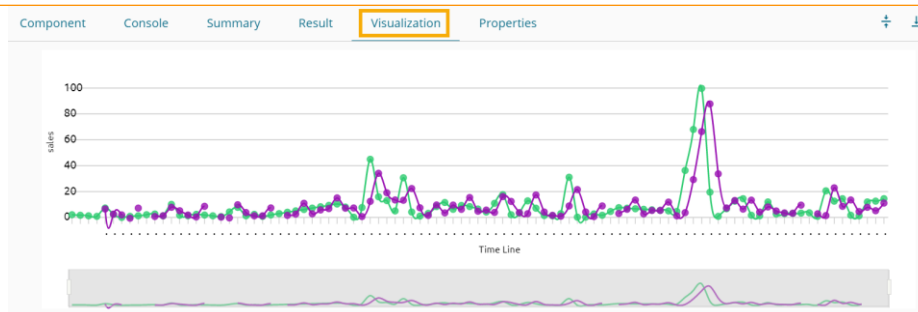 Component Console Summary Result Visualization Properties
100
80
60
40
20
0
sales
Time Line